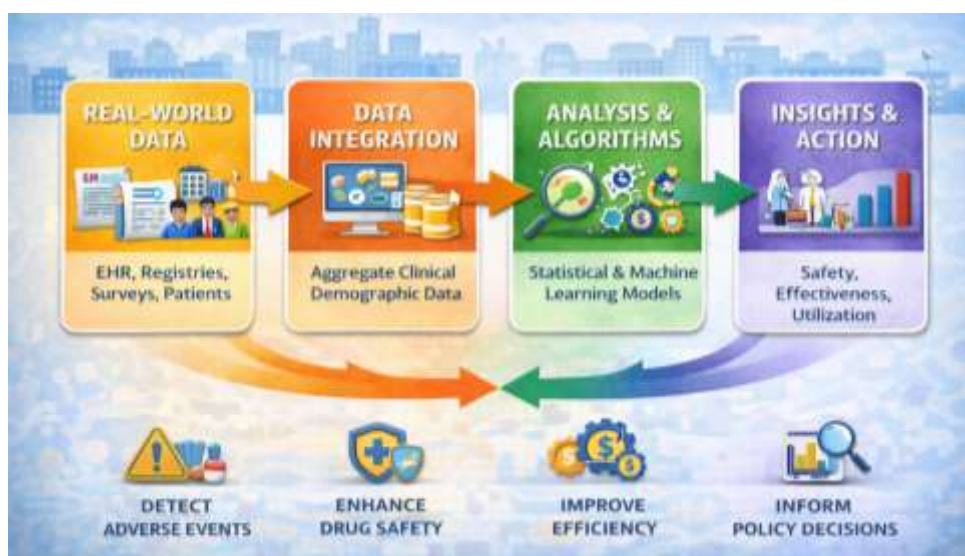 REAL-WORLD
DATA
EHR, Registries,
Surveys, Patients
DATA
INTEGRATION
Aggregate Clinical
Demographic Data
ANALYSIS &
ALGORITHMS
Statistical & Machine
Learning Models
INSIGHTS &
ACTION
Safety,
Effectiveness,
Utilization
DETECT
ADVERSE EVENTS
ENHANCE
DRUG SAFETY
IMPROVE
EFFICIENCY
INFORM
POLICY DECISIONS